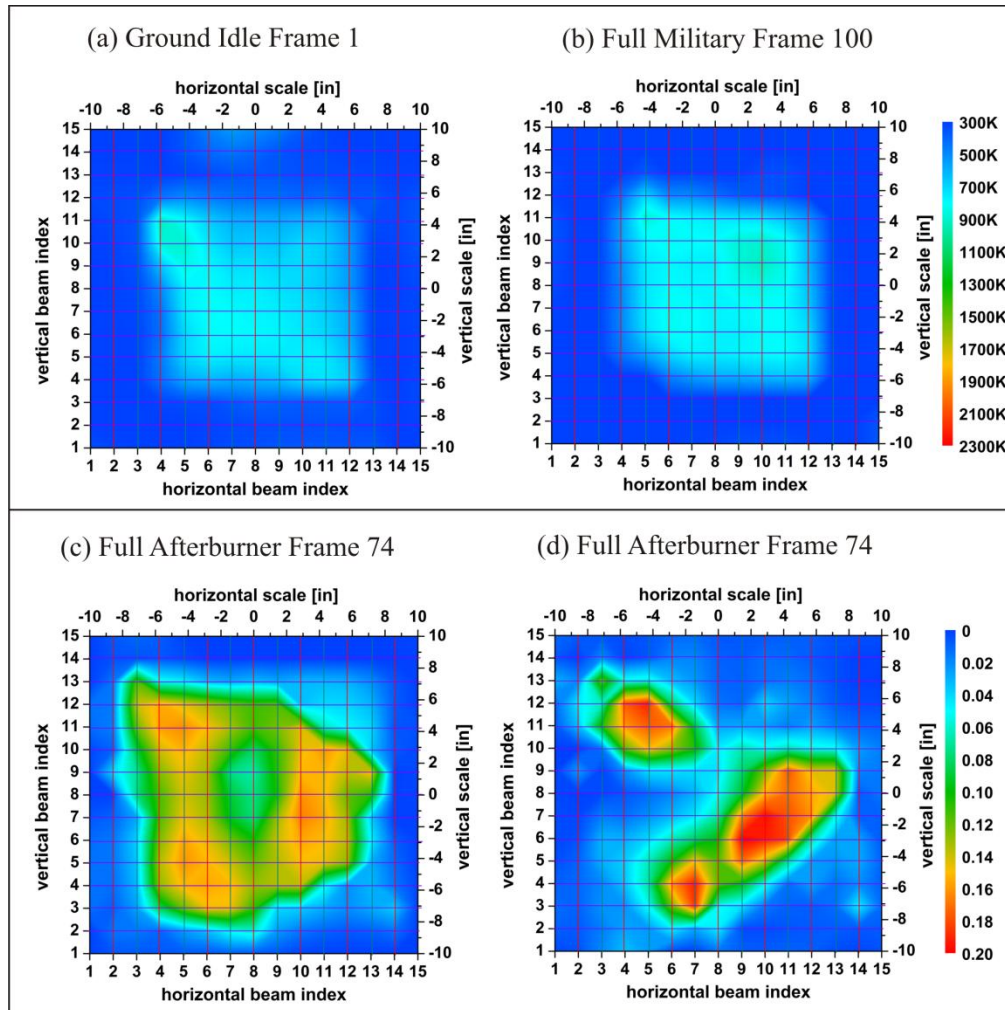 (a) Ground Idle Frame 1
horizontal scale [in]
-10 -8 -6 -4 -2 0 2 4 6 8 10
15
14
13
12
11
10
9
8
7
6
5
4
3
2
1
vertical beam index
10
8
6
4
2
0
-2
-4
-6
-8
-10
vertical scale [in]
1 2 3 4 5 6 7 8 9 10 11 12 13 14 15
horizontal beam index
(b) Full Military Frame 100
horizontal scale [in]
-10 -8 -6 -4 -2 0 2 4 6 8 10
15
14
13
12
11
10
9
8
7
6
5
4
3
2
1
vertical beam index
10
8
6
4
2
0
-2
-4
-6
-8
-10
vertical scale [in]
1 2 3 4 5 6 7 8 9 10 11 12 13 14 15
horizontal beam index
300K
500K
700K
900K
1100K
1300K
1500K
1700K
1900K
2100K
2300K
(c) Full Afterburner Frame 74
horizontal scale [in]
-10 -8 -6 -4 -2 0 2 4 6 8 10
15
14
13
12
11
10
9
8
7
6
5
4
3
2
1
vertical beam index
10
8
6
4
2
0
-2
-4
-6
-8
-10
vertical scale [in]
1 2 3 4 5 6 7 8 9 10 11 12 13 14 15
horizontal beam index
(d) Full Afterburner Frame 74
horizontal scale [in]
-10 -8 -6 -4 -2 0 2 4 6 8 10
15
14
13
12
11
10
9
8
7
6
5
4
3
2
1
vertical beam index
10
8
6
4
2
0
-2
-4
-6
-8
-10
vertical scale [in]
1 2 3 4 5 6 7 8 9 10 11 12 13 14 15
horizontal beam index
0
0.02
0.04
0.05
0.08
0.10
0.12
0.14
0.16
0.18
0.20